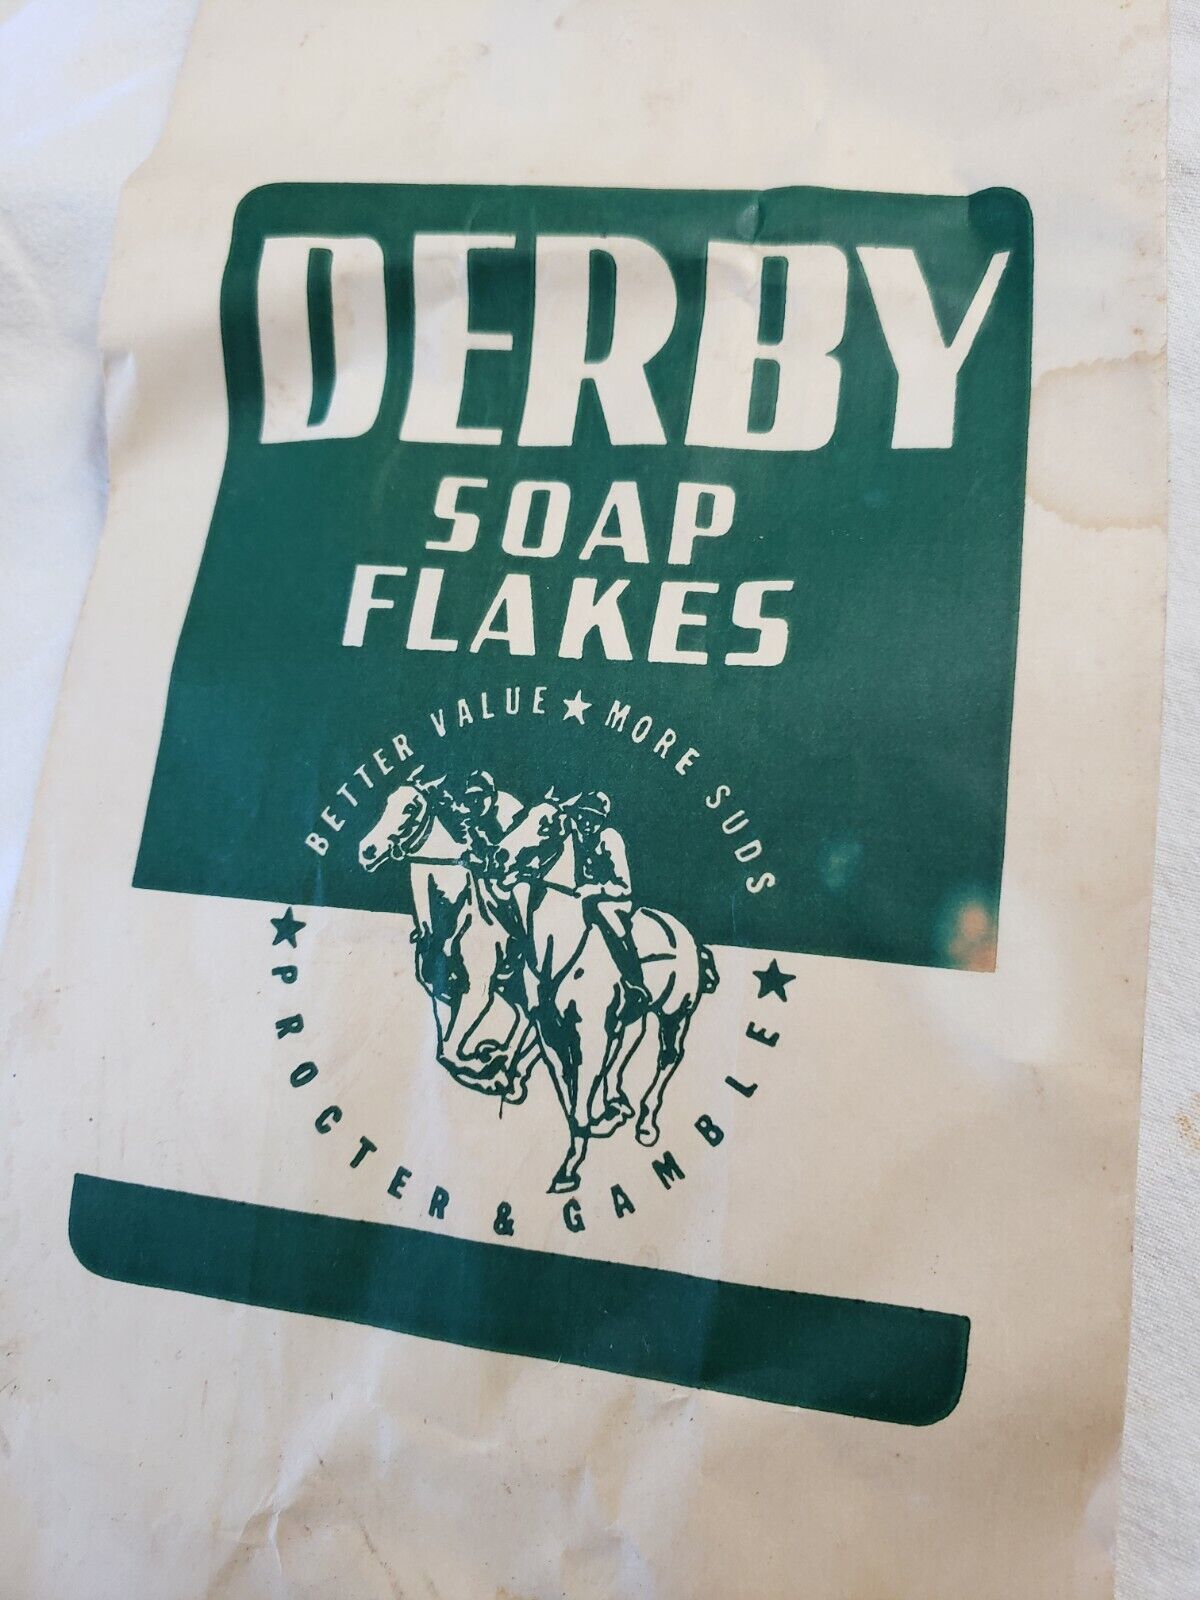 DERBY
SOAP
FLAKES
BETTER VALUE ★ MORE SUDS
★ PROCTER & GAMBLE ★